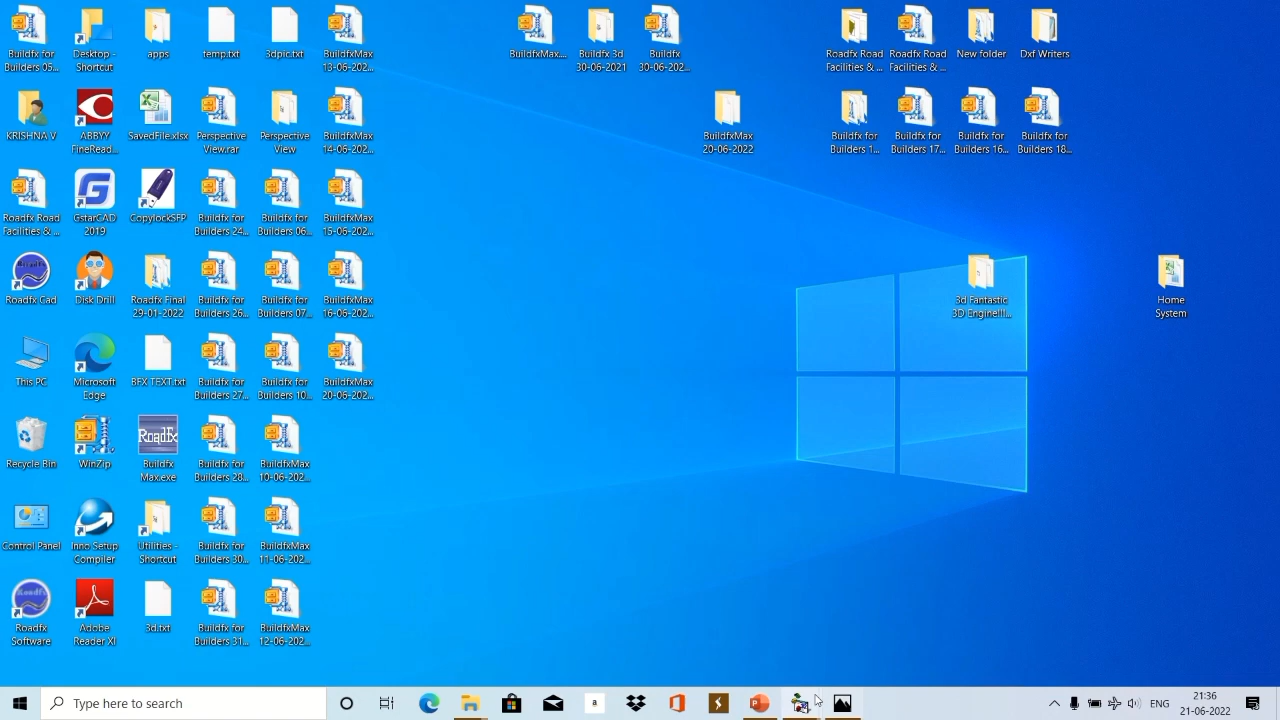 Buildfx for
Builders 05...
Desktop -
Shortcut
apps
temp.txt
3dpic.txt
BuildfxMax
13-06-202...
BuildfxMax....
Buildfx 3d
30-06-2021
Buildfx
30-06-202...
Roadfx Road
Facilities & ...
Roadfx Road
Facilities & ...
New folder
Dxf Writers
KRISHNA V
ABBYY
FineRead...
SavedFile.xlsx
Perspective
View.rar
Perspective
View
BuildfxMax
14-06-202...
BuildfxMax
20-06-2022
Buildfx for
Builders 1...
Buildfx for
Builders 17...
Buildfx for
Builders 16...
Buildfx for
Builders 18...
Roadfx Road
Facilities & ...
GstarCAD
2019
CopylockSFP
Buildfx for
Builders 24...
Buildfx for
Builders 06...
BuildfxMax
15-06-202...
Roadfx Cad
Disk Drill
Roadfx Final
29-01-2022
Buildfx for
Builders 26...
Buildfx for
Builders 07...
BuildfxMax
16-06-202...
3d Fantastic
3D Engine!!!...
Home
System
This PC
Microsoft
Edge
BFX TEXT.txt
Buildfx for
Builders 27...
Buildfx for
Builders 10...
BuildfxMax
20-06-202...
Recycle Bin
WinZip
RoadFx
Buildfx
Max.exe
Buildfx for
Builders 28...
BuildfxMax
10-06-202...
Control Panel
Inno Setup
Compiler
Utilities -
Shortcut
Buildfx for
Builders 30...
BuildfxMax
11-06-202...
Roadfx
Software
Adobe
Reader XI
3d.txt
Buildfx for
Builders 31...
BuildfxMax
12-06-202...
Type here to search
a
ENG
21:36
21-06-2022